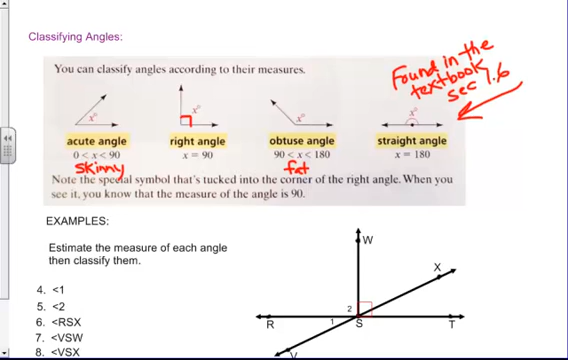 Classifying Angles:
Found in the
textbook
sec 1.6
You can classify angles according to their measures.
x° x° x° x°
acute angle right angle obtuse angle straight angle
0 < x < 90 x = 90 90 < x < 180 x = 180
skinny fat
Note the special symbol that's tucked into the corner of the right angle. When you
see it, you know that the measure of the angle is 90.
EXAMPLES:
Estimate the measure of each angle
then classify them.
4. <1
5. <2
6. <RSX
7. <VSW
8. <VSX
W
X
2
R 1 S T
V